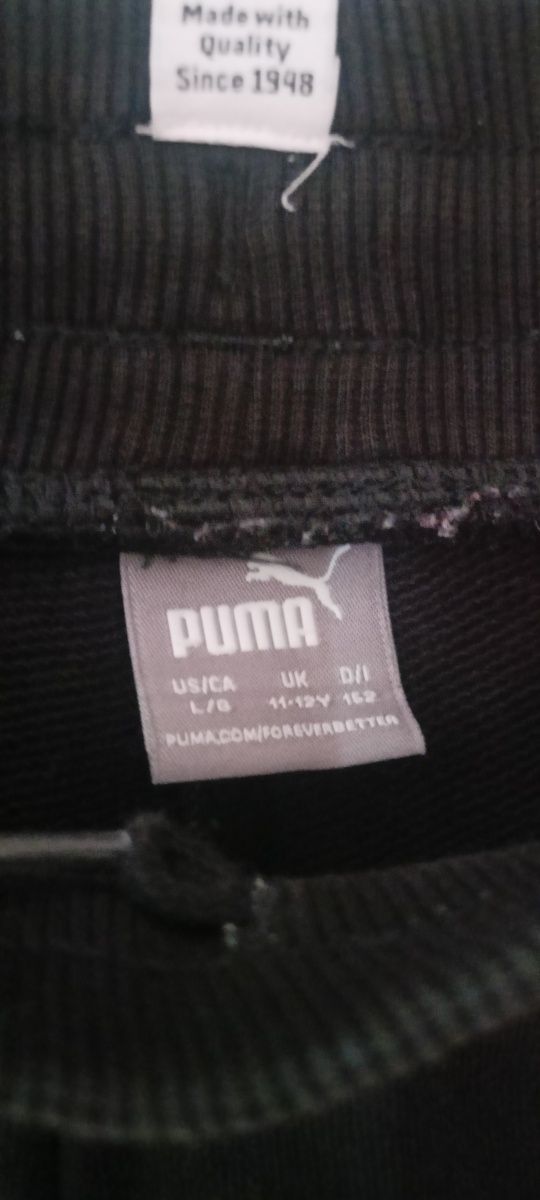 Made with
Quality
Since 1948
PUMA
US/CA UK D/I
L/G 11-12Y 152
PUMA.COM/FOREVERBETTER